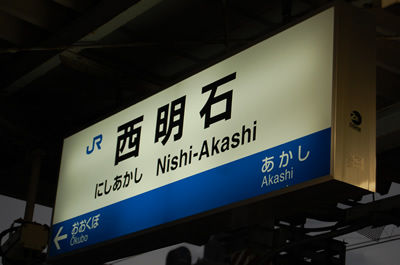 JR
西明石
にしあかし Nishi-Akashi
あかし
Akashi
← おおくぼ
Ōkubo